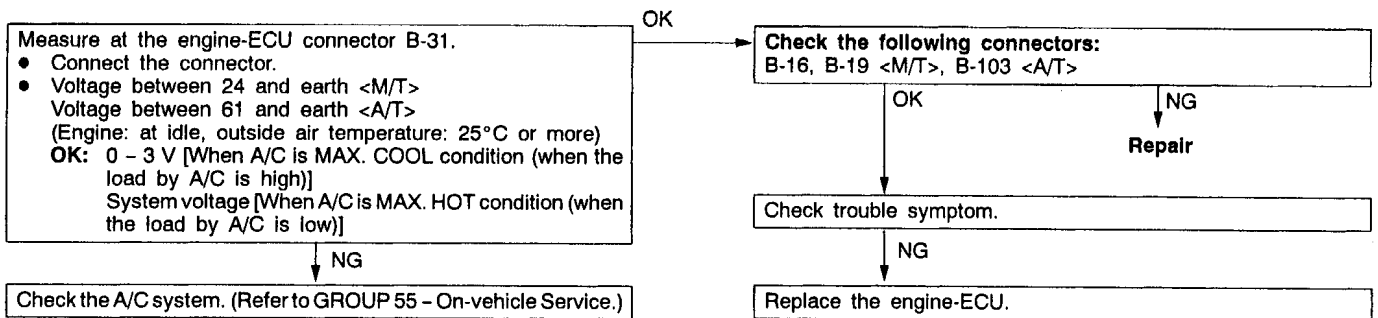 Measure at the engine-ECU connector B-31.
● Connect the connector.
● Voltage between 24 and earth <M/T>
Voltage between 61 and earth <A/T>
(Engine: at idle, outside air temperature: 25°C or more)
OK: 0 – 3 V [When A/C is MAX. COOL condition (when the
load by A/C is high)]
System voltage [When A/C is MAX. HOT condition (when
the load by A/C is low)]
NG
Check the A/C system. (Refer to GROUP 55 – On-vehicle Service.)
OK
Check the following connectors:
B-16, B-19 <M/T>, B-103 <A/T>
OK
NG
Repair
Check trouble symptom.
NG
Replace the engine-ECU.